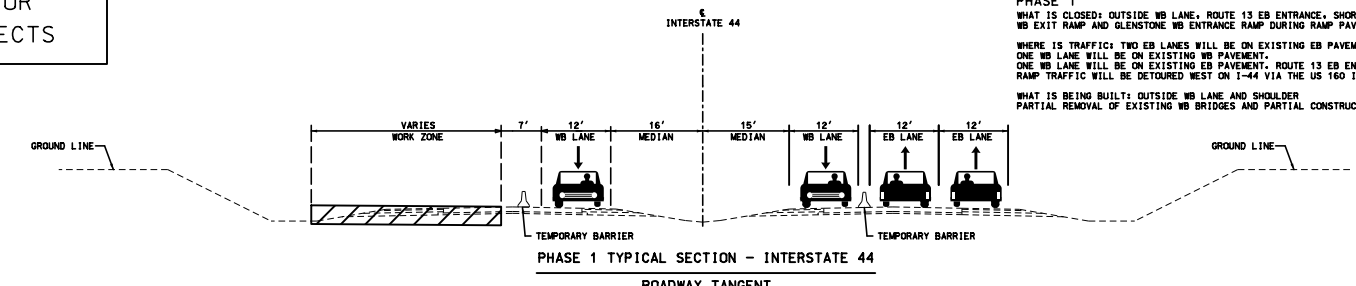 OR
ECTS
℄
INTERSTATE 44
PHASE 1
WHAT IS CLOSED: OUTSIDE WB LANE, ROUTE 13 EB ENTRANCE,
WB EXIT RAMP AND GLENSTONE WB ENTRANCE RAMP DURING RAMP
WHERE IS TRAFFIC: TWO EB LANES WILL BE ON EXISTING EB
ONE WB LANE WILL BE ON EXISTING WB PAVEMENT.
ONE WB LANE WILL BE ON EXISTING EB PAVEMENT. ROUTE 13 EB
RAMP TRAFFIC WILL BE DETOURED WEST ON I-44 VIA THE US 160
WHAT IS BEING BUILT: OUTSIDE WB LANE AND SHOULDER
PARTIAL REMOVAL OF EXISTING WB BRIDGES AND PARTIAL
VARIES 7' 12' 16' 15' 12' 12' 12'
WORK ZONE WB LANE MEDIAN MEDIAN WB LANE EB LANE EB LANE
GROUND LINE GROUND LINE
TEMPORARY BARRIER TEMPORARY BARRIER
PHASE 1 TYPICAL SECTION - INTERSTATE 44
ROADWAY TANGENT